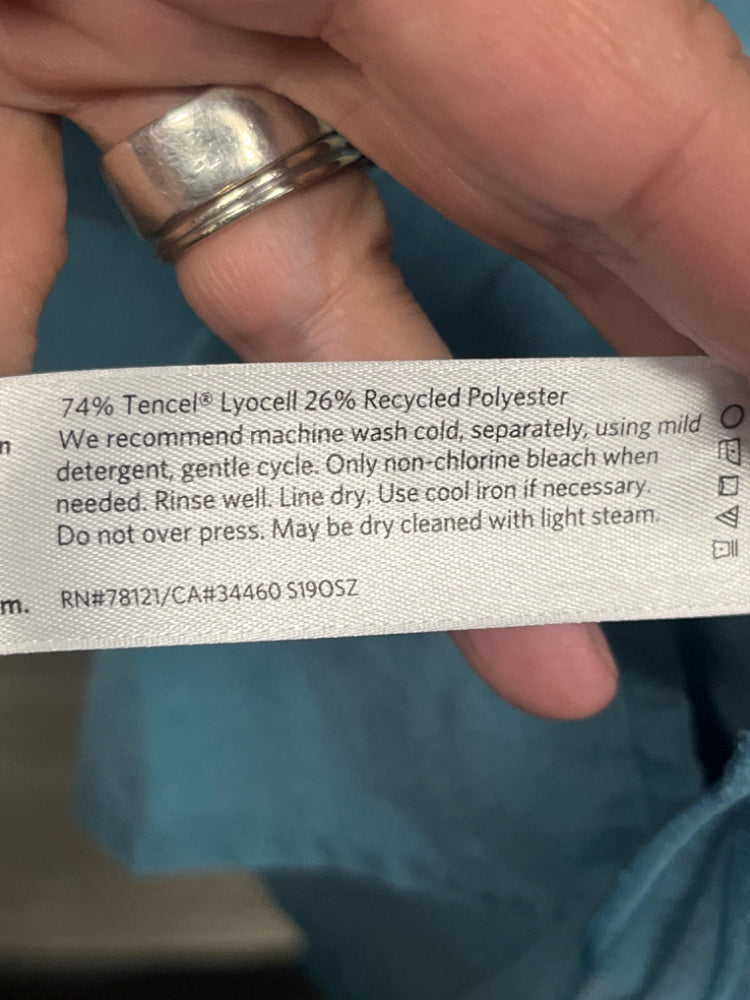 74% Tencel® Lyocell 26% Recycled Polyester
We recommend machine wash cold, separately, using mild
detergent, gentle cycle. Only non-chlorine bleach when
needed. Rinse well. Line dry. Use cool iron if necessary.
Do not over press. May be dry cleaned with light steam.
m.
RN#78121/CA#34460 S19OSZ